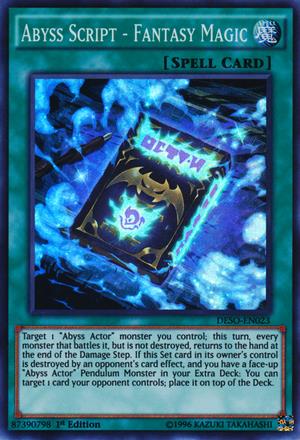 Abyss Script - Fantasy Magic
[Spell Card]
DESO-EN023
Target 1 "Abyss Actor" monster you control; this turn, every
monster that battles it, but is not destroyed, returns to the hand at
the end of the Damage Step. If this Set card in its owner's control
is destroyed by an opponent's card effect, and you have a face-up
"Abyss Actor" Pendulum Monster in your Extra Deck: You can
target 1 card your opponent controls; place it on top of the Deck.
87390798 1st Edition ©1996 KAZUKI TAKAHASHI